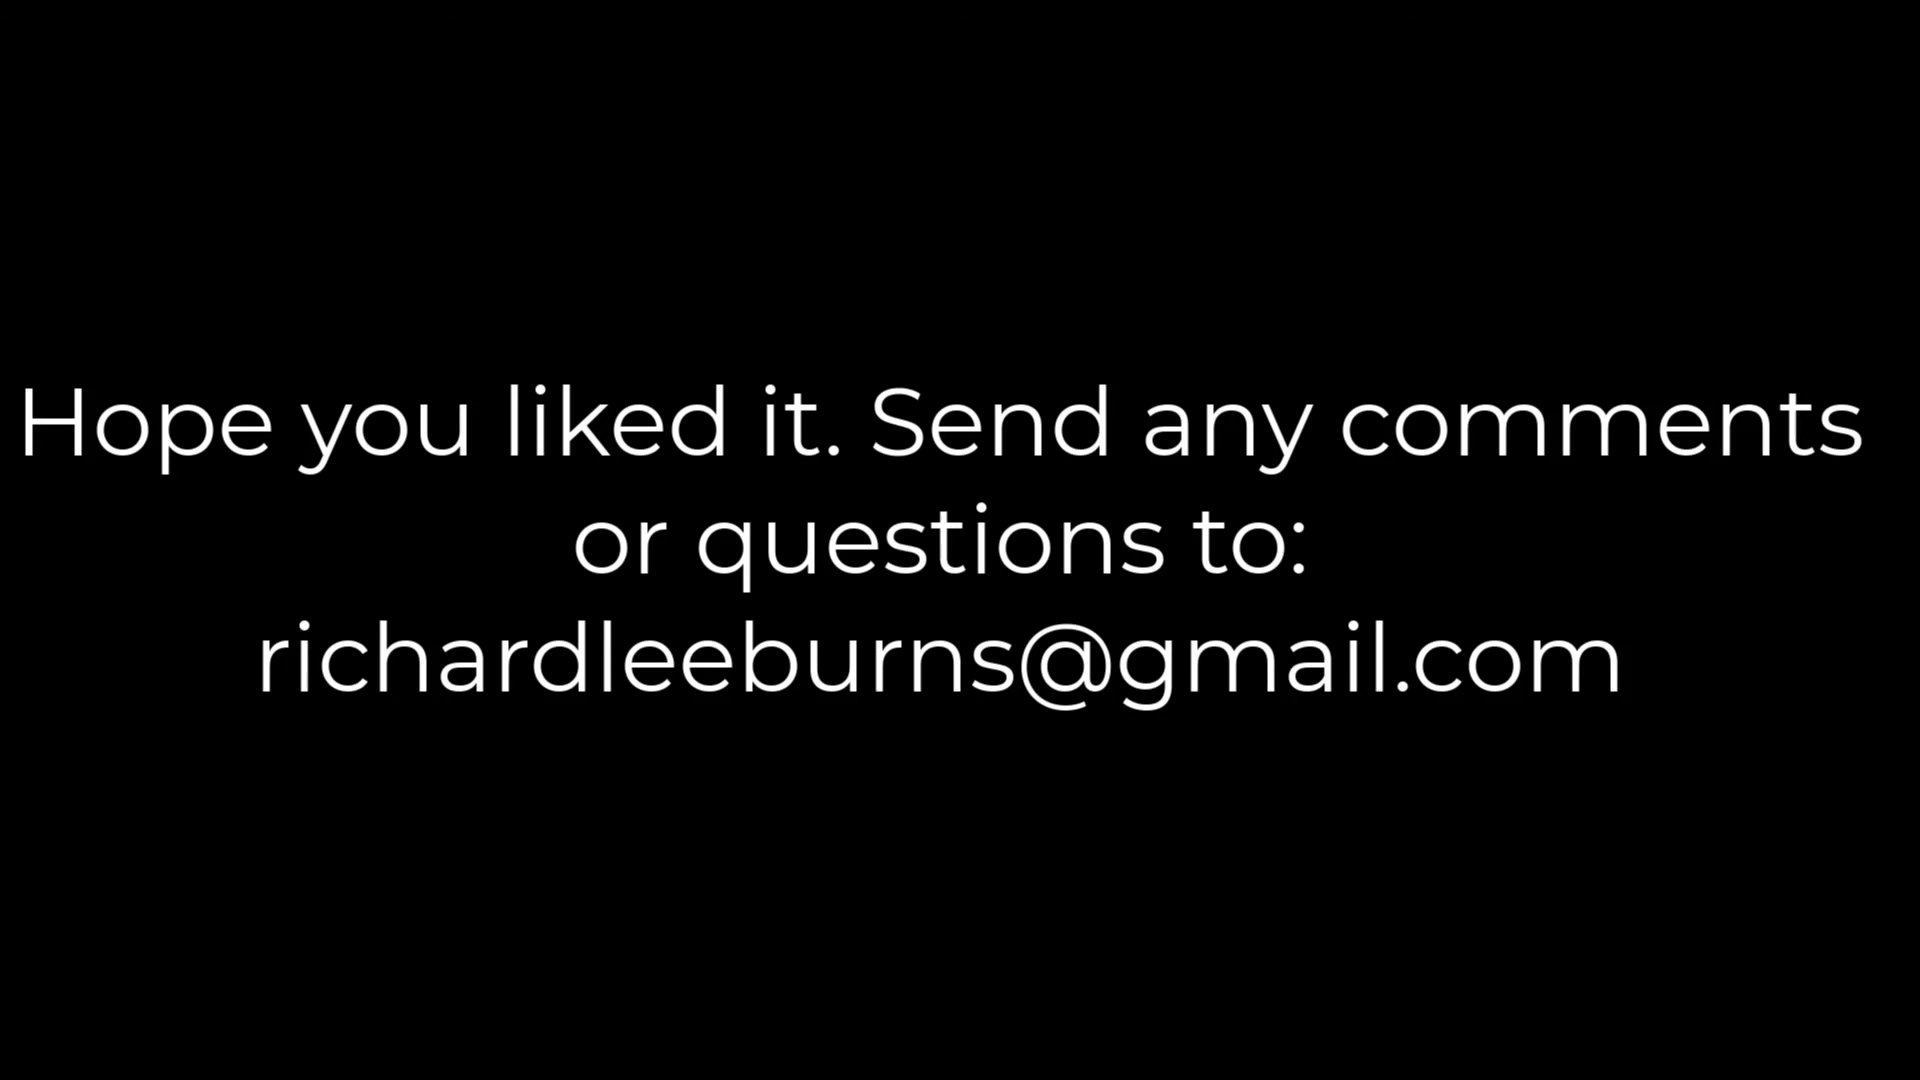 Hope you liked it. Send any comments
or questions to:
richardleeburns@gmail.com